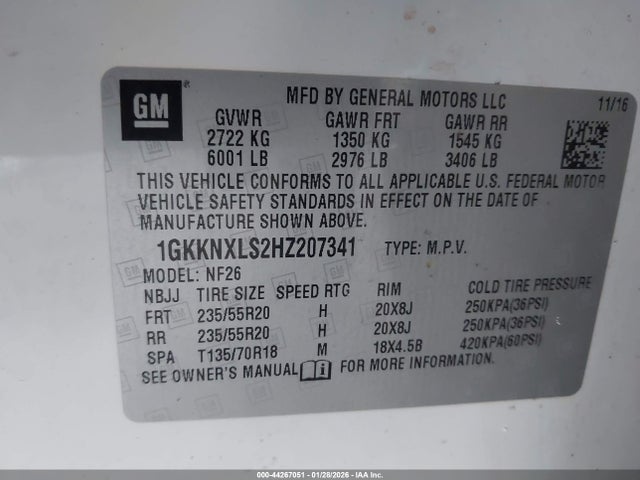 GM
MFD BY GENERAL MOTORS LLC 11/16
GVWR GAWR FRT GAWR RR
2722 KG 1350 KG 1545 KG
6001 LB 2976 LB 3406 LB
THIS VEHICLE CONFORMS TO ALL APPLICABLE U.S. FEDERAL MOTOR
VEHICLE SAFETY STANDARDS IN EFFECT ON THE DATE OF
MANUFACTURE SHOWN ABOVE.
1GKKNXLS2HZ207341 TYPE: M.P.V.
MODEL: NF26
NBJJ TIRE SIZE SPEED RTG RIM COLD TIRE PRESSURE
FRT 235/55R20 H 20X8J 250KPA(36PSI)
RR 235/55R20 H 20X8J 250KPA(36PSI)
SPA T135/70R18 M 18X4.5B 420KPA(60PSI)
SEE OWNER'S MANUAL FOR MORE INFORMATION.
000-44267051 | 01/28/2026 - IAA Inc.